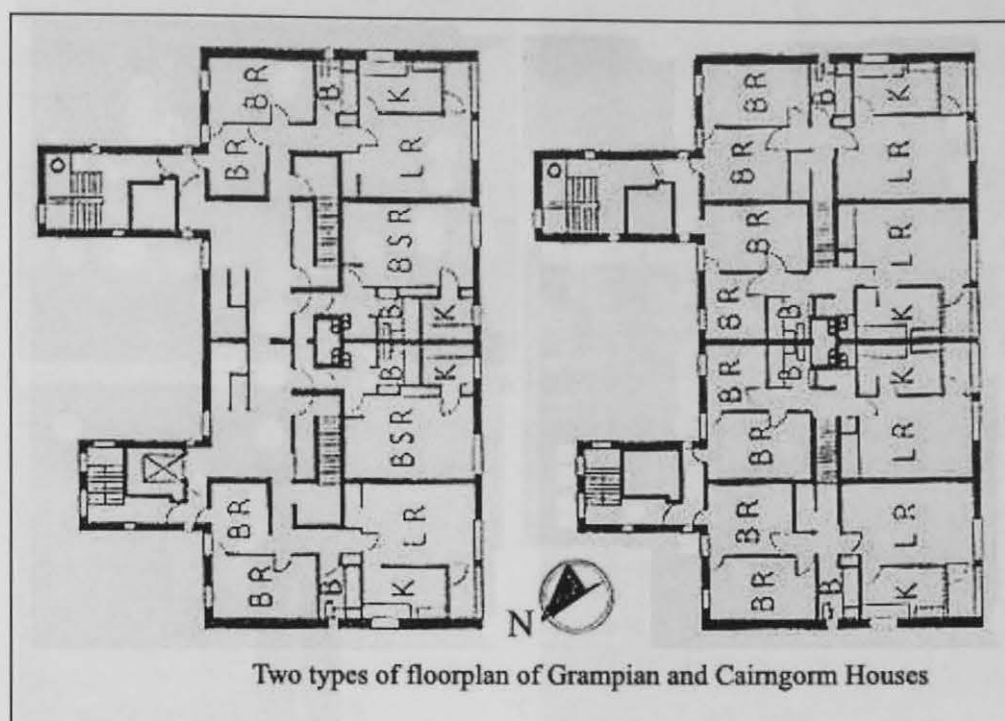 BR B K
BR LR
BSR
B K
B K
BSR
BR LR
BR B K
BR B K
BR LR
BR LR
BR B K
BR B K
BR LR
BR LR
BR B K
N
Two types of floorplan of Grampian and Cairngorm Houses